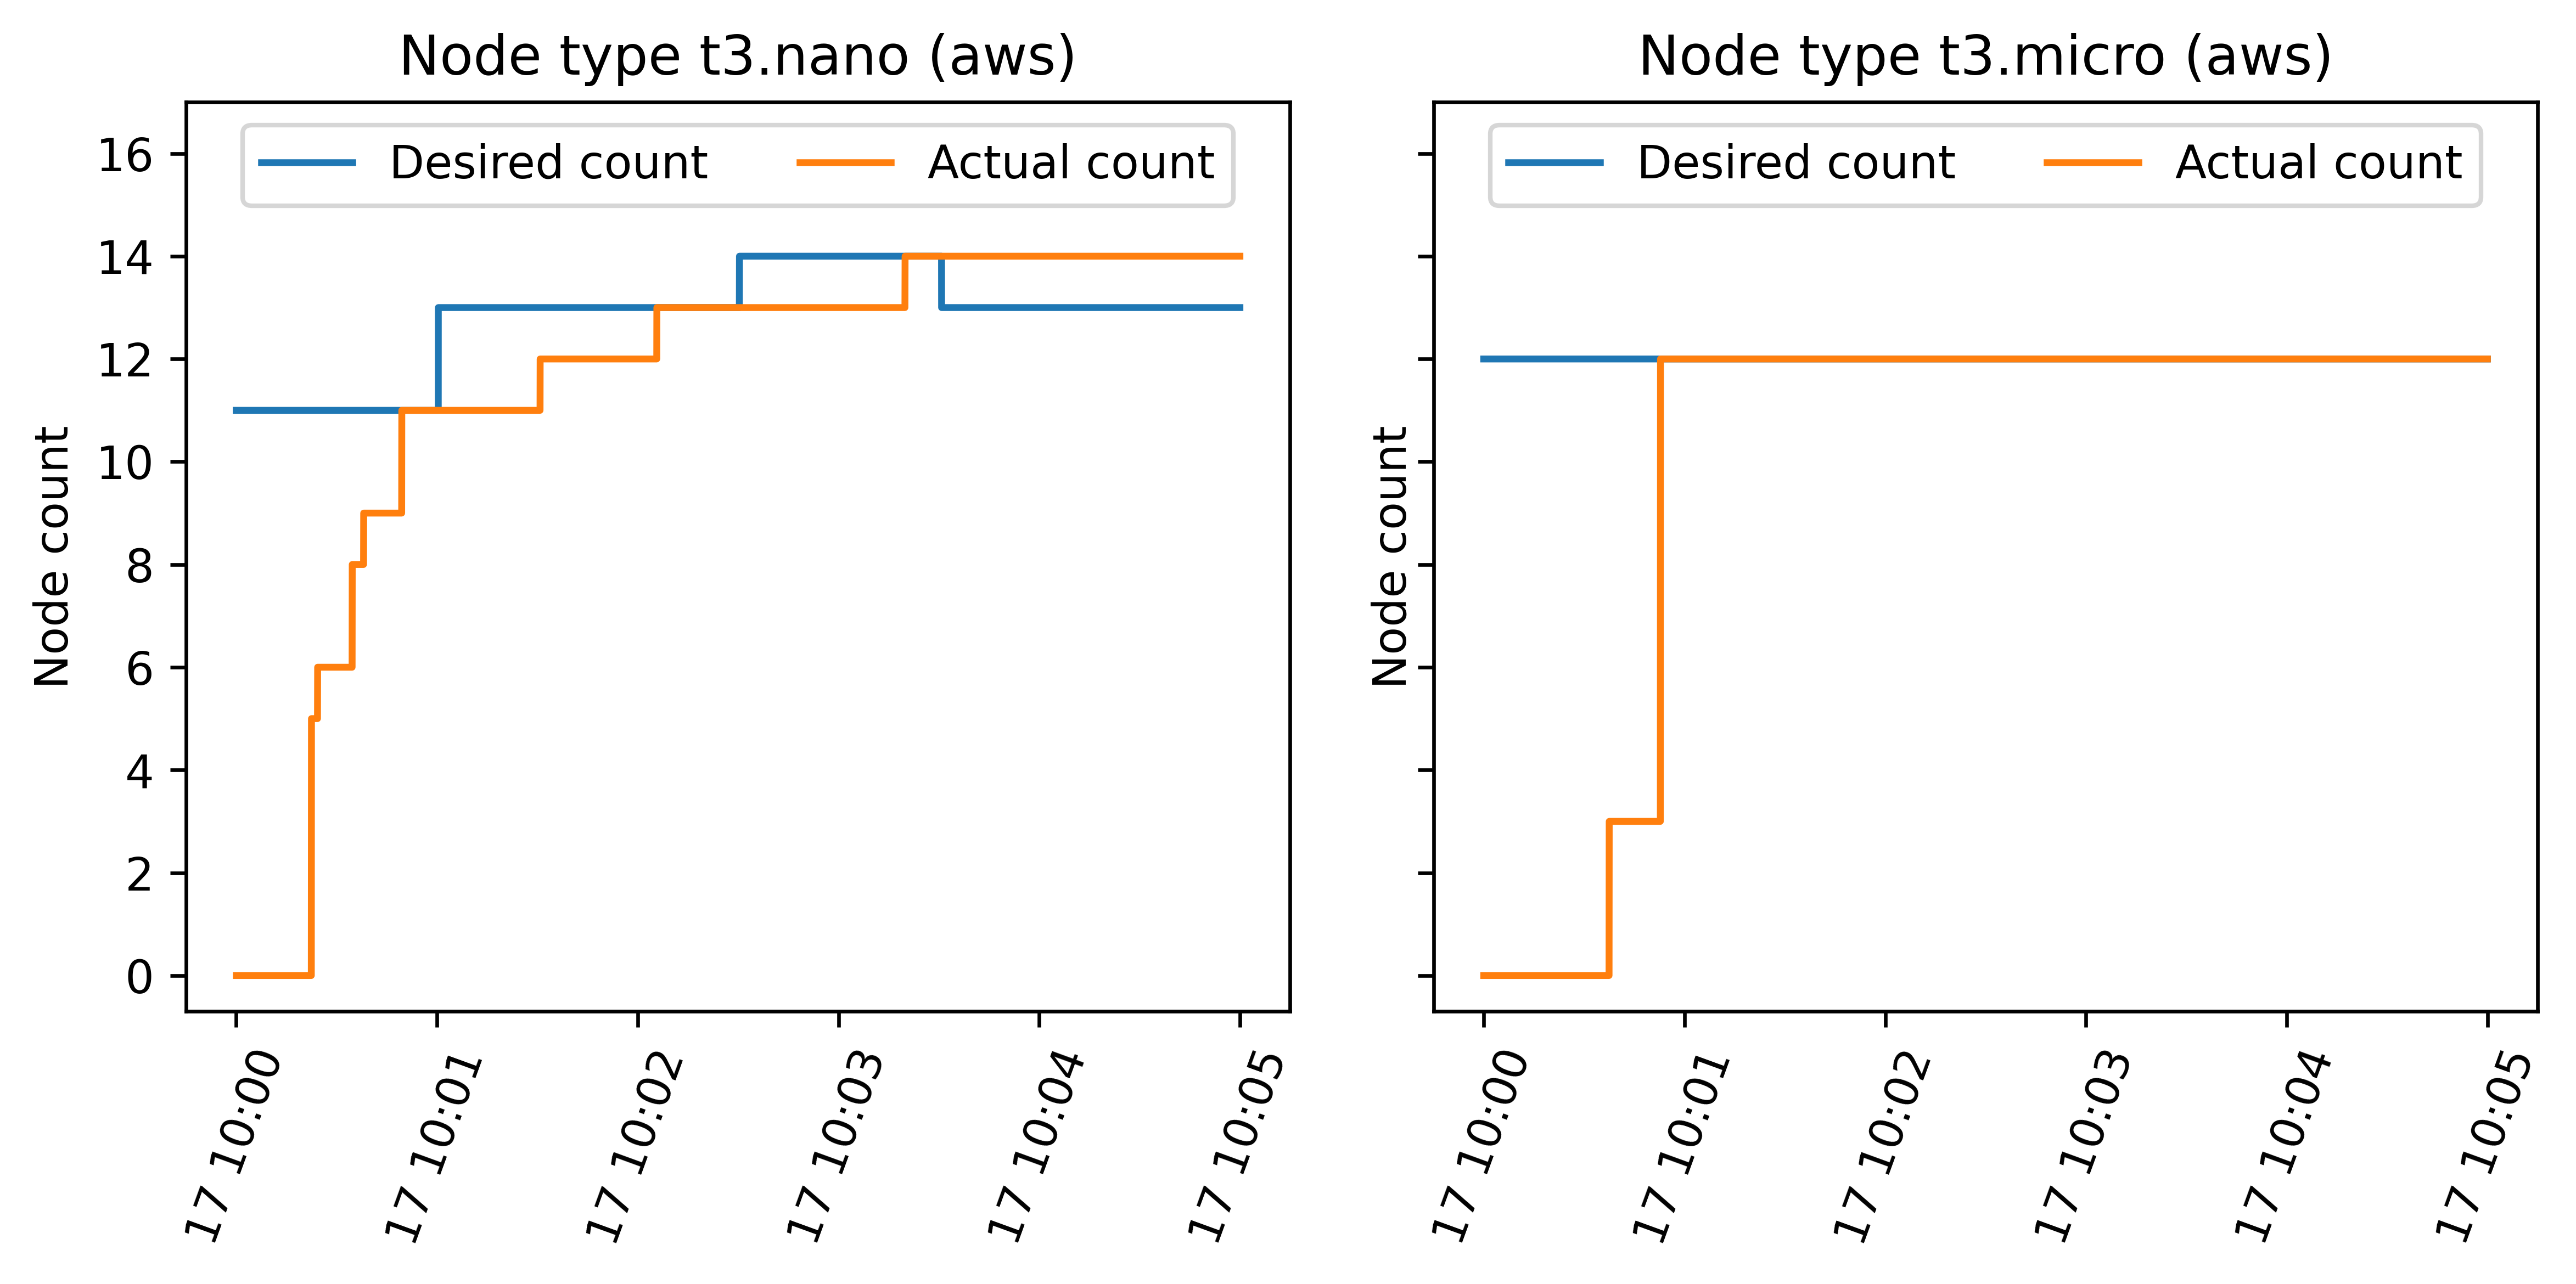 Node type t3.nano (aws)
Desired count
Actual count
Node count
16
14
12
10
8
6
4
2
0
17 10:00
17 10:01
17 10:02
17 10:03
17 10:04
17 10:05
Node type t3.micro (aws)
Desired count
Actual count
Node count
17 10:00
17 10:01
17 10:02
17 10:03
17 10:04
17 10:05